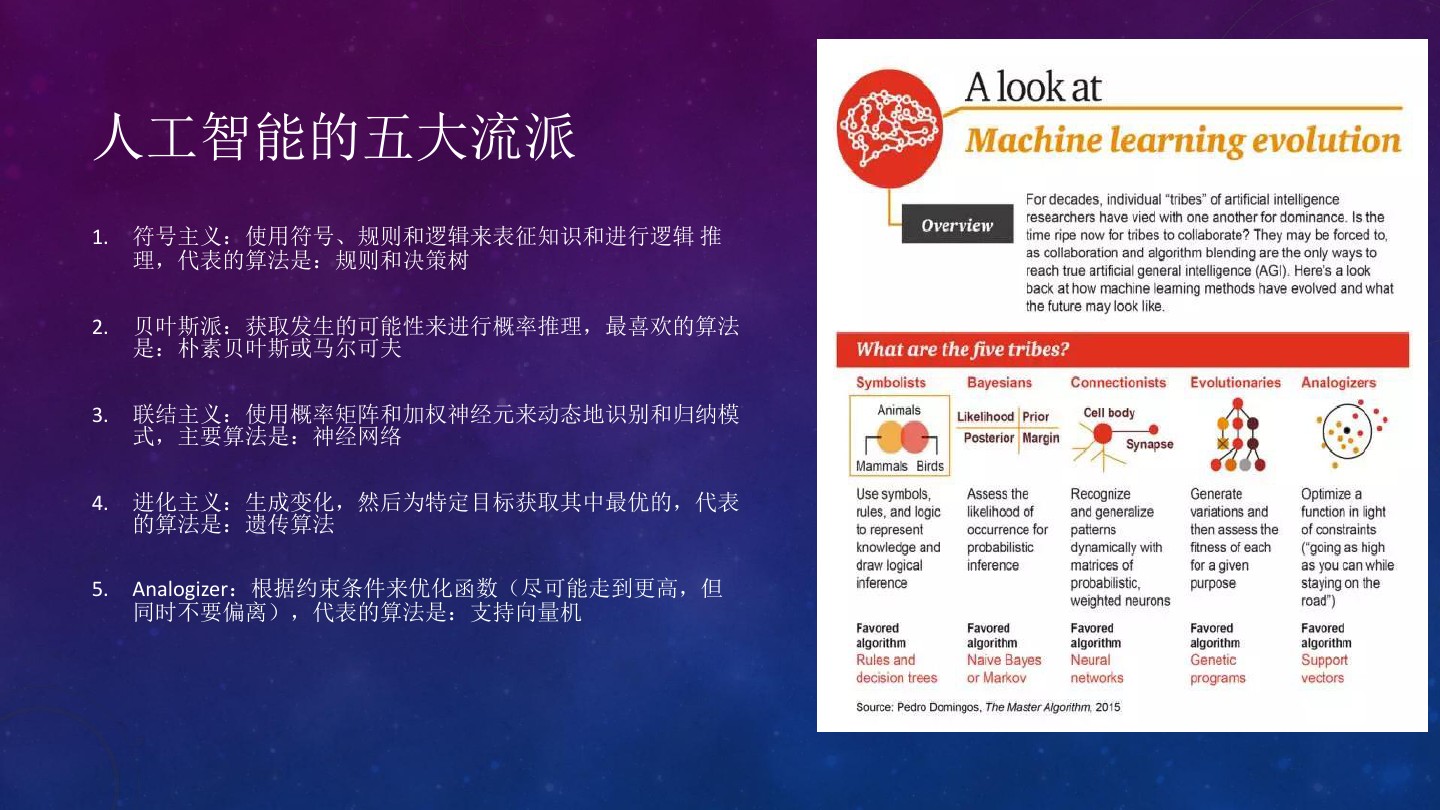 人工智能的五大流派
1. 符号主义：使用符号、规则和逻辑来表征知识和进行逻辑 推
理，代表的算法是：规则和决策树
2. 贝叶斯派：获取发生的可能性来进行概率推理，最喜欢的算法
是：朴素贝叶斯或马尔可夫
3. 联结主义：使用概率矩阵和加权神经元来动态地识别和归纳模
式，主要算法是：神经网络
4. 进化主义：生成变化，然后为特定目标获取其中最优的，代表
的算法是：遗传算法
5. Analogizer：根据约束条件来优化函数（尽可能走到更高，但
同时不要偏离），代表的算法是：支持向量机
A look at
Machine learning evolution
Overview
For decades, individual “tribes” of artificial intelligence
researchers have vied with one another for dominance. Is the
time ripe now for tribes to collaborate? They may be forced to,
as collaboration and algorithm blending are the only ways to
reach true artificial general intelligence (AGI). Here’s a look
back at how machine learning methods have evolved and what
the future may look like.
What are the five tribes?
Symbolists
Animals
Mammals Birds
Use symbols,
rules, and logic
to represent
knowledge and
draw logical
inference
Favored
algorithm
Rules and
decision trees
Bayesians
Likelihood Prior
Posterior Margin
Assess the
likelihood of
occurrence for
probabilistic
inference
Favored
algorithm
Naive Bayes
or Markov
Connectionists
Cell body
Synapse
Recognize
and generalize
patterns
dynamically with
matrices of
probabilistic,
weighted neurons
Favored
algorithm
Neural
networks
Evolutionaries
Generate
variations and
then assess the
fitness of each
for a given
purpose
Favored
algorithm
Genetic
programs
Analogizers
Optimize a
function in light
of constraints
(“going as high
as you can while
staying on the
road”)
Favored
algorithm
Support
vectors
Source: Pedro Domingos, The Master Algorithm, 2015